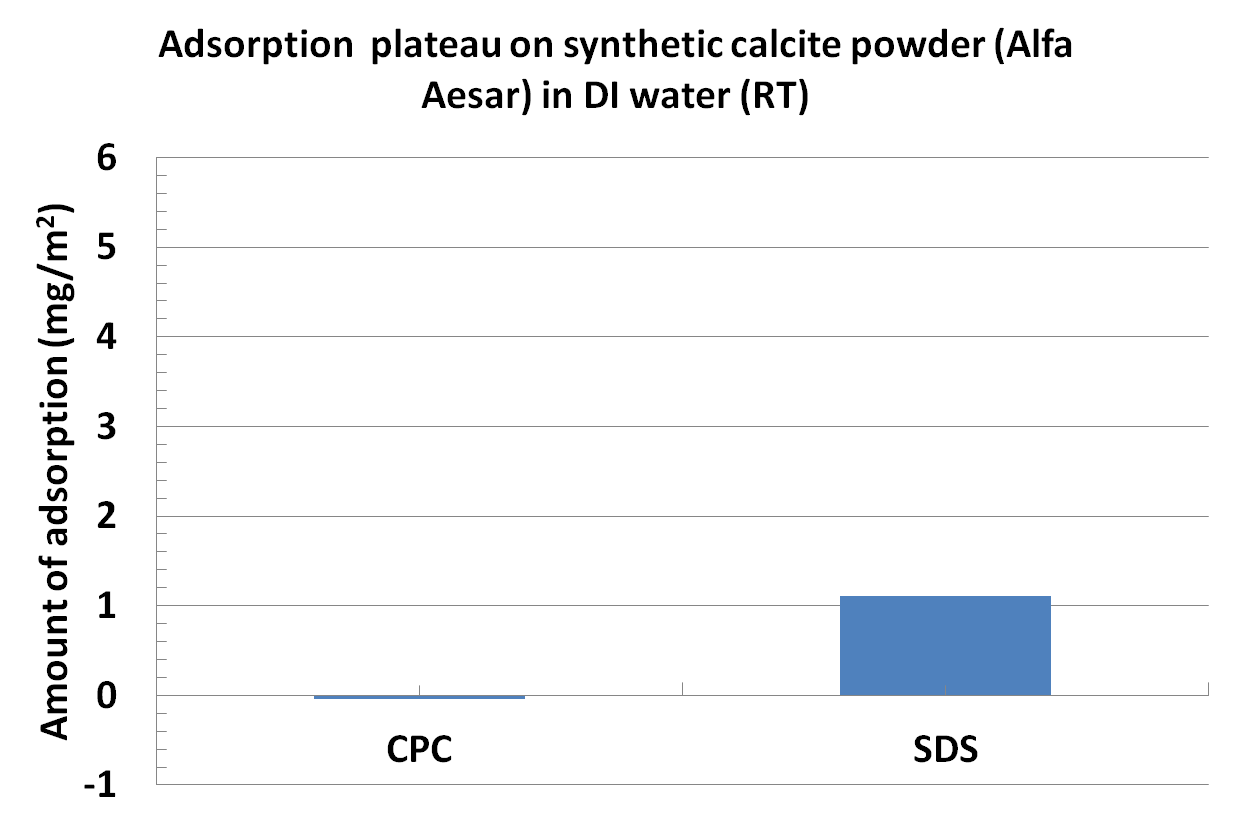 Adsorption plateau on synthetic calcite powder (Alfa
Aesar) in DI water (RT)
Amount of adsorption (mg/m²)
6
5
4
3
2
1
0
-1
CPC
SDS